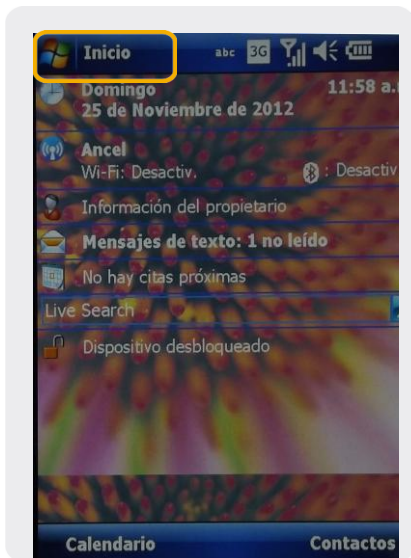 Inicio abc 3G
Domingo 11:58 a.
25 de Noviembre de 2012
Ancel
Wi-Fi: Desactiv. : Desactiv
Información del propietario
Mensajes de texto: 1 no leído
No hay citas próximas
Live Search
Dispositivo desbloqueado
Calendario Contactos